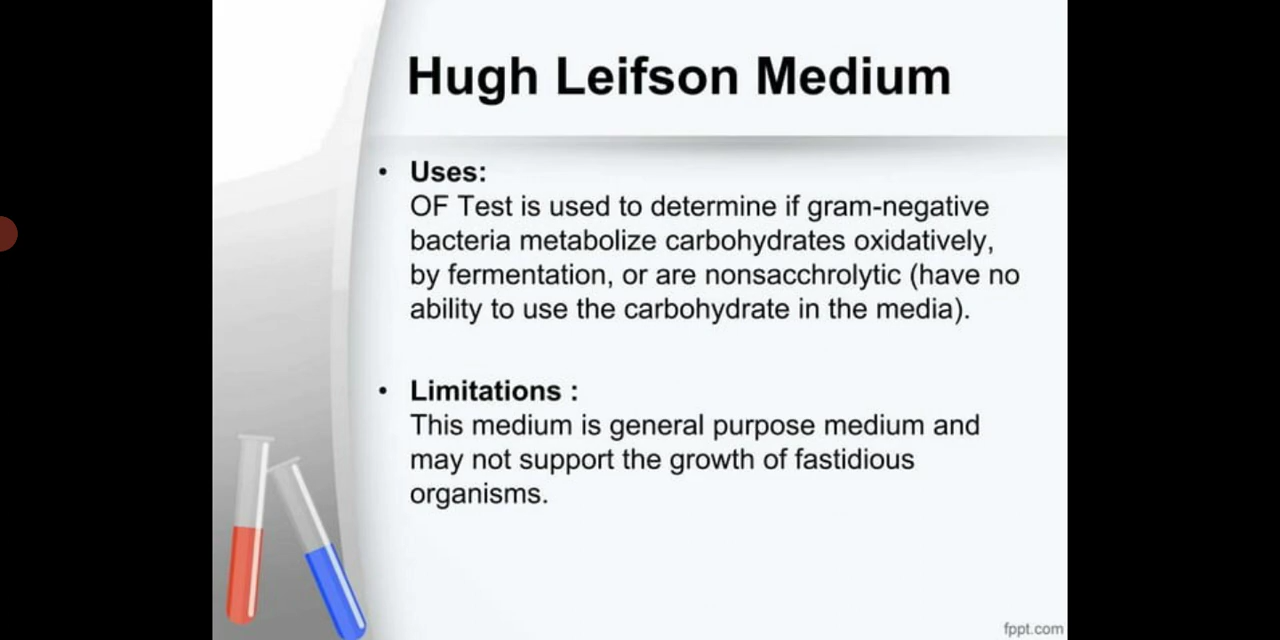 Hugh Leifson Medium
• Uses:
OF Test is used to determine if gram-negative
bacteria metabolize carbohydrates oxidatively,
by fermentation, or are nonsacchrolytic (have no
ability to use the carbohydrate in the media).
• Limitations :
This medium is general purpose medium and
may not support the growth of fastidious
organisms.
fppt.com